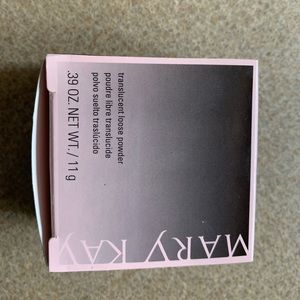 MARY KAY
translucent loose powder
poudre libre translucide
polvo suelto traslúcido
.39 OZ. NET WT. / 11 g